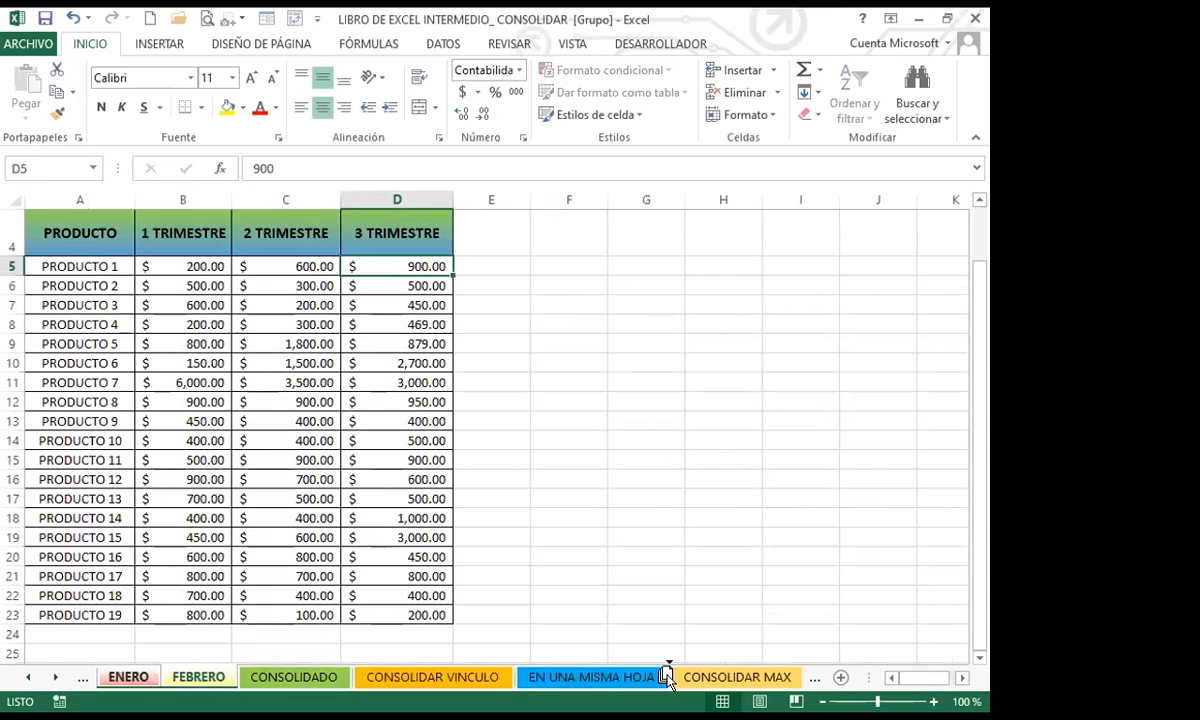 LIBRO DE EXCEL INTERMEDIO_ CONSOLIDAR [Grupo] - Excel
ARCHIVO INICIO INSERTAR DISEÑO DE PÁGINA FÓRMULAS DATOS REVISAR VISTA DESARROLLADOR Cuenta Microsoft
Pegar
Calibri 11
N K S
Contabilida
$ % 000
Formato condicional
Dar formato como tabla
Estilos de celda
Insertar
Eliminar
Formato
Ordenar y filtrar
Buscar y seleccionar
Portapapeles Fuente Alineación Número Estilos Celdas Modificar
D5 fx 900
A B C D E F G H I J K
4 PRODUCTO 1 TRIMESTRE 2 TRIMESTRE 3 TRIMESTRE
5 PRODUCTO 1 $ 200.00 $ 600.00 $ 900.00
6 PRODUCTO 2 $ 500.00 $ 300.00 $ 500.00
7 PRODUCTO 3 $ 600.00 $ 200.00 $ 450.00
8 PRODUCTO 4 $ 200.00 $ 300.00 $ 469.00
9 PRODUCTO 5 $ 800.00 $ 1,800.00 $ 879.00
10 PRODUCTO 6 $ 150.00 $ 1,500.00 $ 2,700.00
11 PRODUCTO 7 $ 6,000.00 $ 3,500.00 $ 3,000.00
12 PRODUCTO 8 $ 900.00 $ 900.00 $ 950.00
13 PRODUCTO 9 $ 450.00 $ 400.00 $ 400.00
14 PRODUCTO 10 $ 400.00 $ 400.00 $ 500.00
15 PRODUCTO 11 $ 500.00 $ 900.00 $ 900.00
16 PRODUCTO 12 $ 900.00 $ 700.00 $ 600.00
17 PRODUCTO 13 $ 700.00 $ 500.00 $ 500.00
18 PRODUCTO 14 $ 400.00 $ 400.00 $ 1,000.00
19 PRODUCTO 15 $ 450.00 $ 600.00 $ 3,000.00
20 PRODUCTO 16 $ 600.00 $ 800.00 $ 450.00
21 PRODUCTO 17 $ 800.00 $ 700.00 $ 800.00
22 PRODUCTO 18 $ 700.00 $ 400.00 $ 400.00
23 PRODUCTO 19 $ 800.00 $ 100.00 $ 200.00
24
25
... ENERO FEBRERO CONSOLIDADO CONSOLIDAR VINCULO EN UNA MISMA HOJA CONSOLIDAR MAX ...
LISTO 100 %